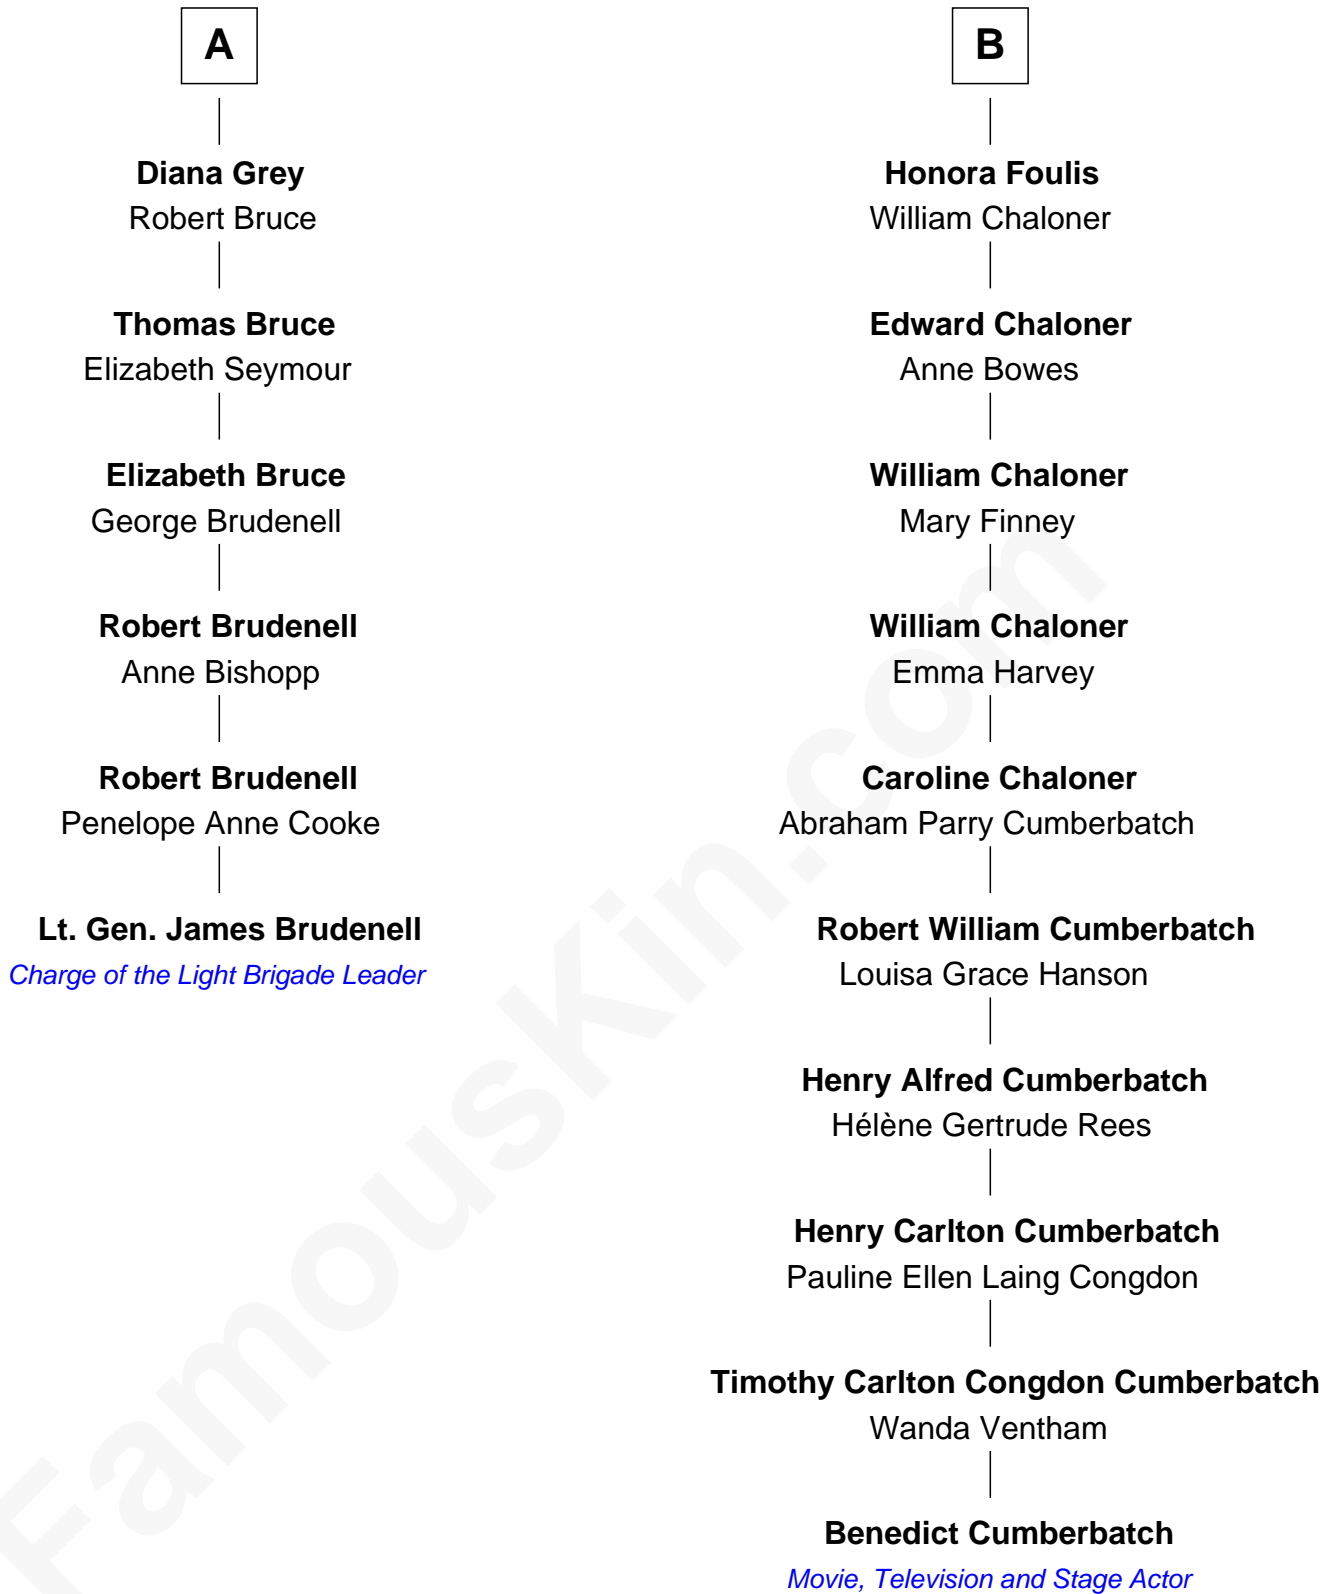 A
Diana Grey
Robert Bruce
Thomas Bruce
Elizabeth Seymour
Elizabeth Bruce
George Brudenell
Robert Brudenell
Anne Bishopp
Robert Brudenell
Penelope Anne Cooke
Lt. Gen. James Brudenell
Charge of the Light Brigade Leader
B
Honora Foulis
William Chaloner
Edward Chaloner
Anne Bowes
William Chaloner
Mary Finney
William Chaloner
Emma Harvey
Caroline Chaloner
Abraham Parry Cumberbatch
Robert William Cumberbatch
Louisa Grace Hanson
Henry Alfred Cumberbatch
Hélène Gertrude Rees
Henry Carlton Cumberbatch
Pauline Ellen Laing Congdon
Timothy Carlton Congdon Cumberbatch
Wanda Ventham
Benedict Cumberbatch
Movie, Television and Stage Actor
FamousKin.com